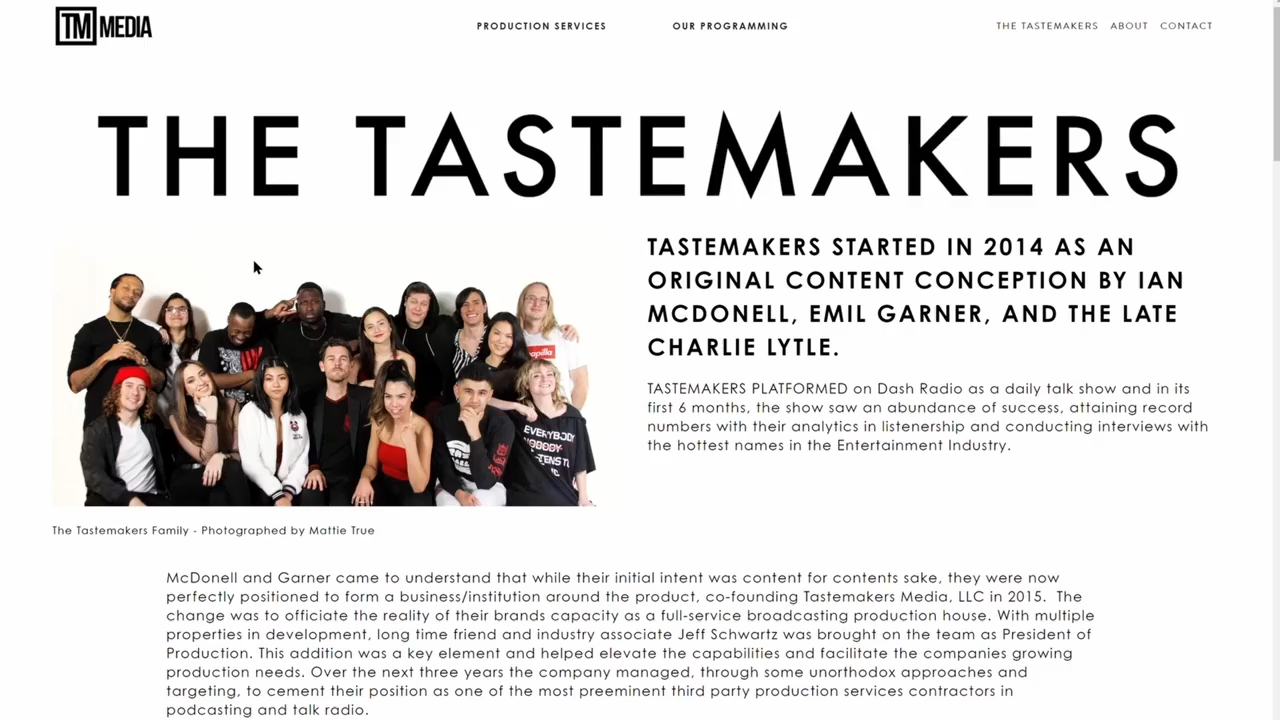 TM MEDIA
PRODUCTION SERVICES
OUR PROGRAMMING
THE TASTEMAKERS
ABOUT
CONTACT
THE TASTEMAKERS
TASTEMAKERS STARTED IN 2014 AS AN
ORIGINAL CONTENT CONCEPTION BY IAN
MCDONELL, EMIL GARNER, AND THE LATE
CHARLIE LYTLE.
TASTEMAKERS PLATFORMED on Dash Radio as a daily talk show and in its
first 6 months, the show saw an abundance of success, attaining record
numbers with their analytics in listenership and conducting interviews with
the hottest names in the Entertainment Industry.
EVERYBODY
NOBODY
The Tastemakers Family - Photographed by Mattie True
McDonell and Garner came to understand that while their initial intent was content for contents sake, they were now
perfectly positioned to form a business/institution around the product, co-founding Tastemakers Media, LLC in 2015.  The
change was to officiate the reality of their brands capacity as a full-service broadcasting production house. With multiple
properties in development, long time friend and industry associate Jeff Schwartz was brought on the team as President of
Production. This addition was a key element and helped elevate the capabilities and facilitate the companies growing
production needs. Over the next three years the company managed, through some unorthodox approaches and
targeting, to cement their position as one of the most preeminent third party production services contractors in
podcasting and talk radio.